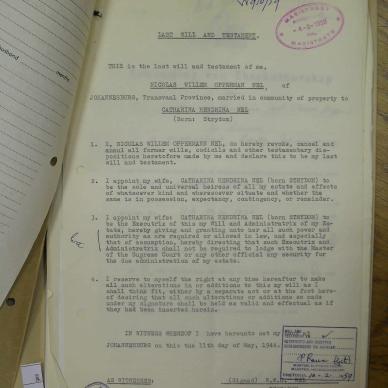 LAST WILL AND TESTAMENT.
THIS is the last will and testament of me,
NICOLAS WILLEM OPPERMAN NEL, of
JOHANNESBURG, Transvaal Province, married in community of property to
CATHARINA HENDRINA NEL
(Born: Strydom)
1. I, NICOLAS WILLEM OPPERMANN NEL, do hereby revoke, cancel and
annul all former wills, codicils and other testamentary dis-
positions heretofore made by me and declare this to be my last
will and testament.
2. I appoint my wife, CATHARINA HENDRINA NEL (born STRYDOM) to
be the sole and universal heiress of all my estate and effects
of whatsoever kind and wheresoever situate and whether the
same is in possession, expectancy, contingency, or remainder.
3. I appoint my wife, CATHARINA HENDRINA NEL (born STRYDOM) to
be the Executrix of this my Will and Administratrix of my Es-
tate, hereby giving and granting unto her all such power and
authority as are required or allowed in law, and especially
that of assumption, hereby directing that such Executrix and
Administratrix shall not be required to lodge with the Master
of the Supreme Court or any other official any security for
the due administration of my estate.
4. I reserve to myself the right at any time hereafter to make
all such alterations in or additions to this my will as I
shall think fit, either by a separate act or at the foot here-
of desiring that all such alterations or additions so made
under my signature shall be held as valid and effectual as if
they had been inserted herein.
IN WITNESS WHEREOF I have hereunto set my
JOHANNESBURG on this the 11th day of May, 1944.
AS WITNESSES: (Signed)